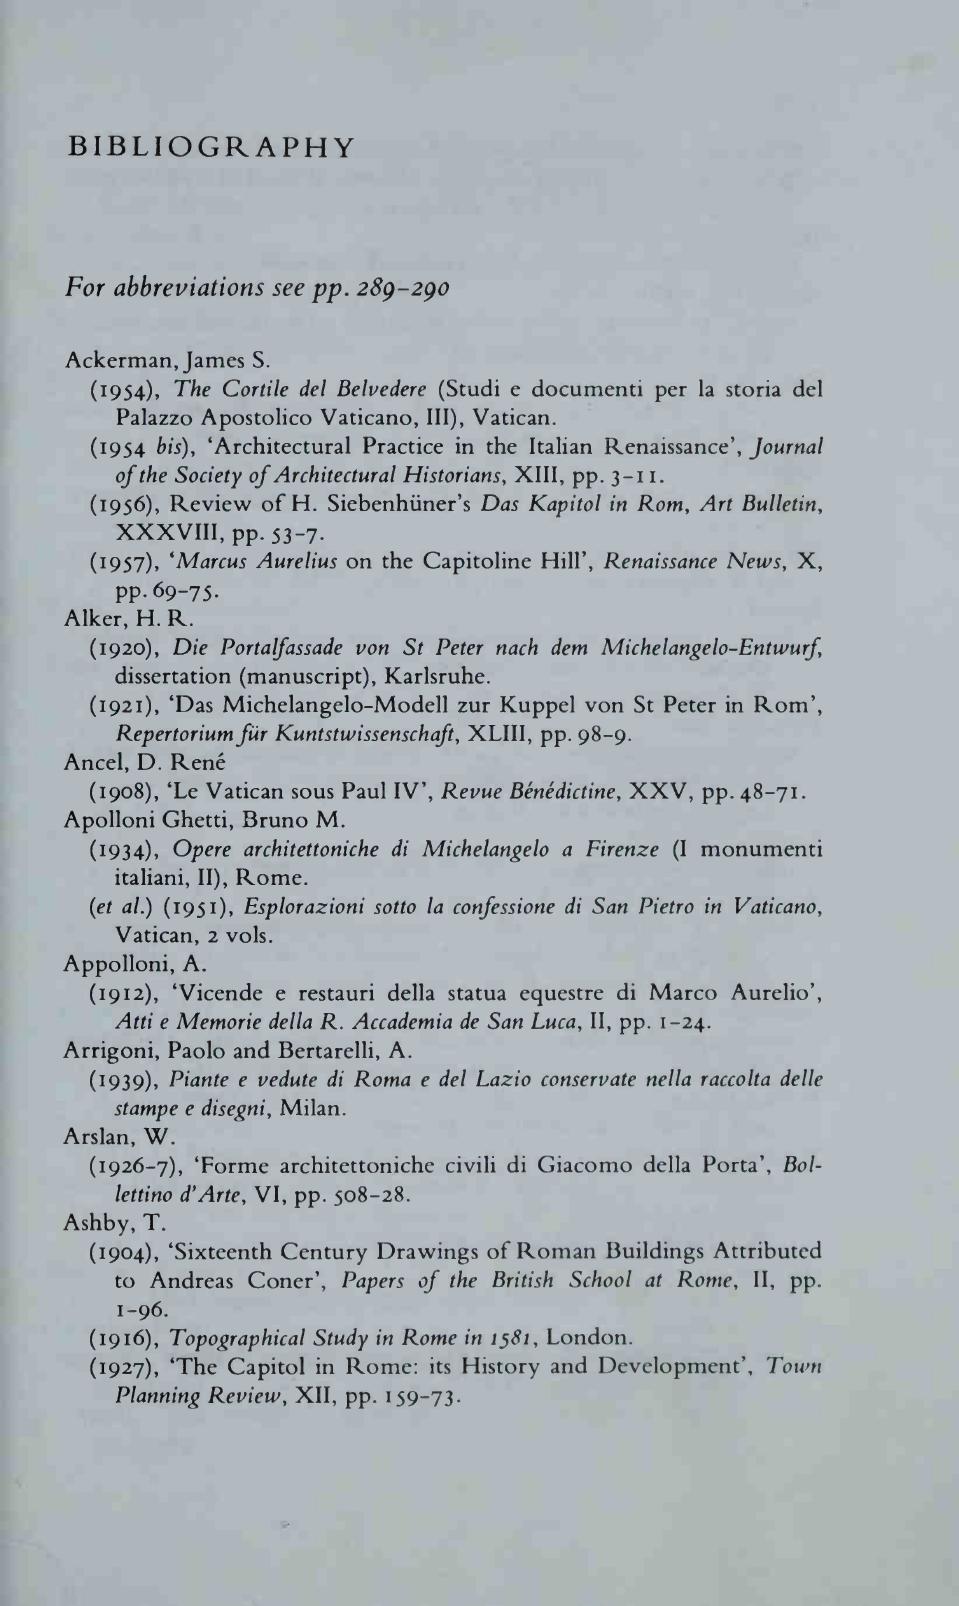 BIBLIOGRAPHY
For abbreviations see pp. 289–290
Ackerman, James S.
(1954), The Cortile del Belvedere (Studi e documenti per la storia del
Palazzo Apostolico Vaticano, III), Vatican.
(1954 bis), ‘Architectural Practice in the Italian Renaissance’, Journal
of the Society of Architectural Historians, XIII, pp. 3–11.
(1956), Review of H. Siebenhüner’s Das Kapitol in Rom, Art Bulletin,
XXXVIII, pp. 53–7.
(1957), ‘Marcus Aurelius on the Capitoline Hill’, Renaissance News, X,
pp. 69–75.
Alker, H. R.
(1920), Die Portalfassade von St Peter nach dem Michelangelo-Entwurf,
dissertation (manuscript), Karlsruhe.
(1921), ‘Das Michelangelo-Modell zur Kuppel von St Peter in Rom’,
Repertorium für Kuntstwissenschaft, XLIII, pp. 98–9.
Ancel, D. René
(1908), ‘Le Vatican sous Paul IV’, Revue Bénédictine, XXV, pp. 48–71.
Apolloni Ghetti, Bruno M.
(1934), Opere architettoniche di Michelangelo a Firenze (I monumenti
italiani, II), Rome.
(et al.) (1951), Esplorazioni sotto la confessione di San Pietro in Vaticano,
Vatican, 2 vols.
Appolloni, A.
(1912), ‘Vicende e restauri della statua equestre di Marco Aurelio’,
Atti e Memorie della R. Accademia de San Luca, II, pp. 1–24.
Arrigoni, Paolo and Bertarelli, A.
(1939), Piante e vedute di Roma e del Lazio conservate nella raccolta delle
stampe e disegni, Milan.
Arslan, W.
(1926–7), ‘Forme architettoniche civili di Giacomo della Porta’, Bol-
lettino d’Arte, VI, pp. 508–28.
Ashby, T.
(1904), ‘Sixteenth Century Drawings of Roman Buildings Attributed
to Andreas Coner’, Papers of the British School at Rome, II, pp.
1–96.
(1916), Topographical Study in Rome in 1581, London.
(1927), ‘The Capitol in Rome: its History and Development’, Town
Planning Review, XII, pp. 159–73.